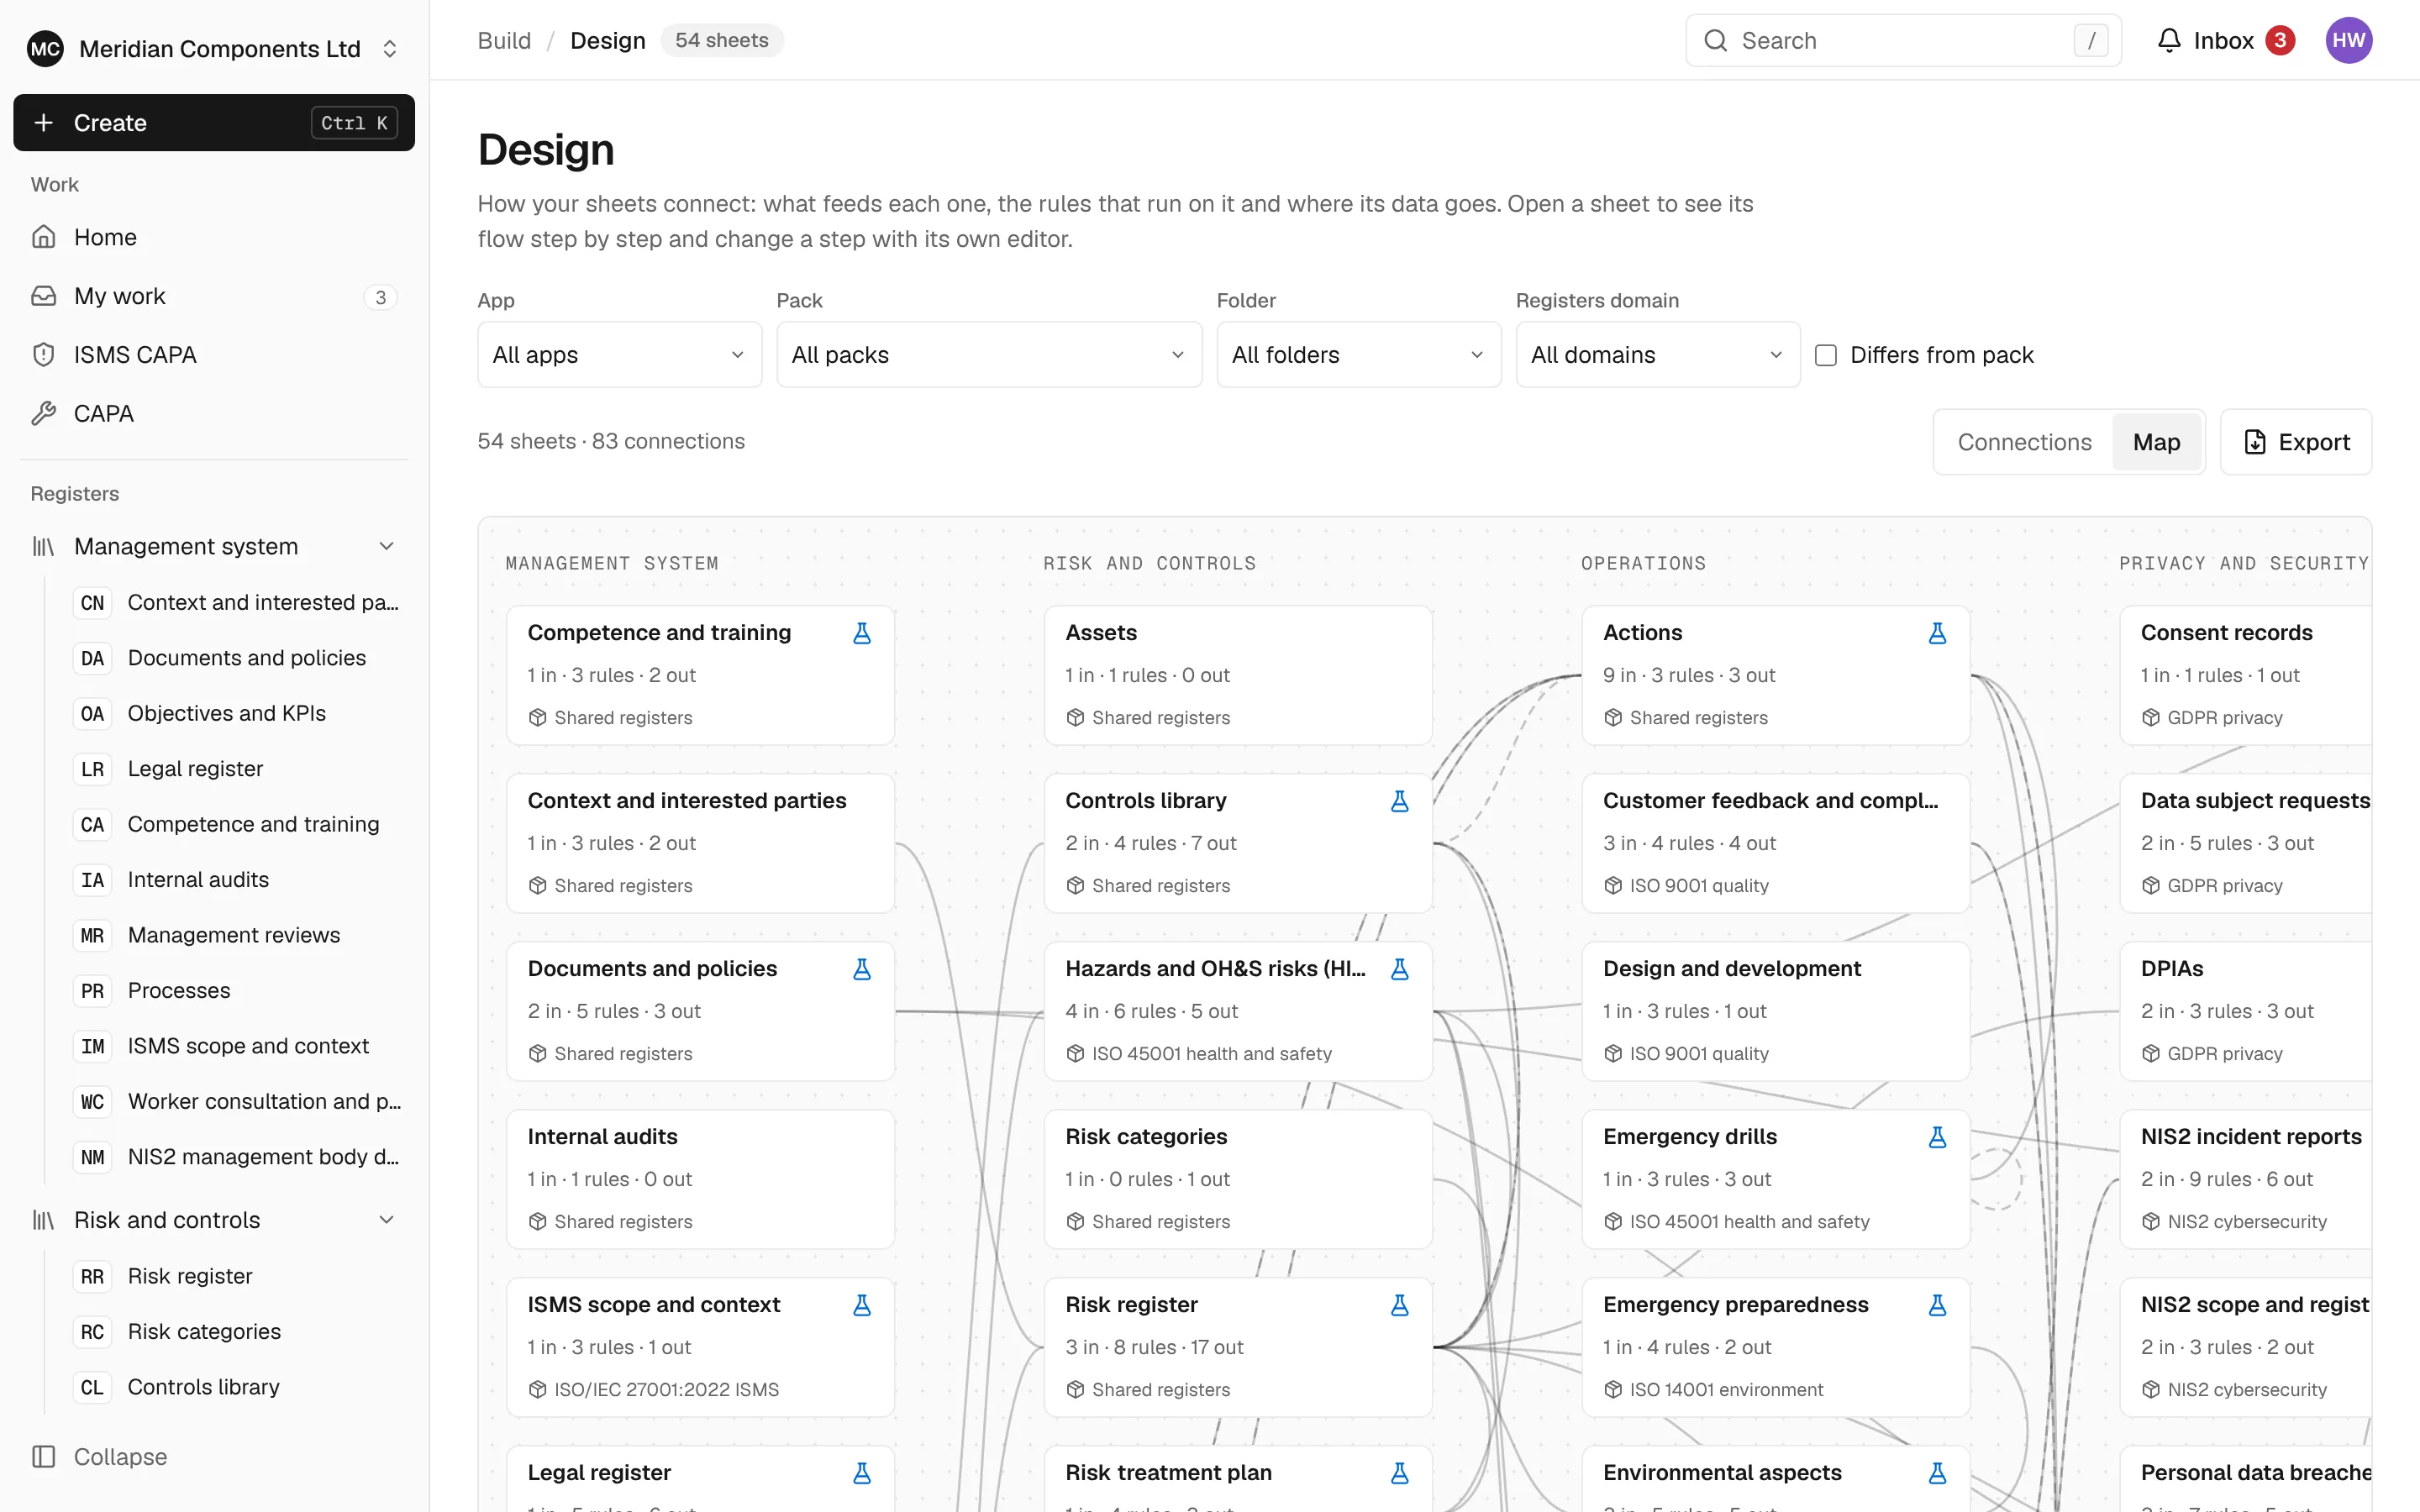 MC Meridian Components Ltd
Create Ctrl K
Work
Home
My work 3
ISMS CAPA
CAPA
Registers
Management system
CN Context and interested pa...
DA Documents and policies
OA Objectives and KPIs
LR Legal register
CA Competence and training
IA Internal audits
MR Management reviews
PR Processes
IM ISMS scope and context
WC Worker consultation and p...
NM NIS2 management body d...
Risk and controls
RR Risk register
RC Risk categories
CL Controls library
Collapse
Build / Design 54 sheets
Search /
Inbox 3
HW
Design
How your sheets connect: what feeds each one, the rules that run on it and where its data goes. Open a sheet to see its
flow step by step and change a step with its own editor.
App
All apps
Pack
All packs
Folder
All folders
Registers domain
All domains
Differs from pack
54 sheets · 83 connections
Connections Map Export
MANAGEMENT SYSTEM
Competence and training
1 in · 3 rules · 2 out
Shared registers
Context and interested parties
1 in · 3 rules · 2 out
Shared registers
Documents and policies
2 in · 5 rules · 3 out
Shared registers
Internal audits
1 in · 1 rules · 0 out
Shared registers
ISMS scope and context
1 in · 3 rules · 1 out
ISO/IEC 27001:2022 ISMS
Legal register
RISK AND CONTROLS
Assets
1 in · 1 rules · 0 out
Shared registers
Controls library
2 in · 4 rules · 7 out
Shared registers
Hazards and OH&S risks (HI...
4 in · 6 rules · 5 out
ISO 45001 health and safety
Risk categories
1 in · 0 rules · 1 out
Shared registers
Risk register
3 in · 8 rules · 17 out
Shared registers
Risk treatment plan
OPERATIONS
Actions
9 in · 3 rules · 3 out
Shared registers
Customer feedback and compl...
3 in · 4 rules · 4 out
ISO 9001 quality
Design and development
1 in · 3 rules · 1 out
ISO 9001 quality
Emergency drills
1 in · 3 rules · 3 out
ISO 45001 health and safety
Emergency preparedness
1 in · 4 rules · 2 out
ISO 14001 environment
Environmental aspects
PRIVACY AND SECURITY
Consent records
1 in · 1 rules · 1 out
GDPR privacy
Data subject requests
2 in · 5 rules · 3 out
GDPR privacy
DPIAs
2 in · 3 rules · 3 out
GDPR privacy
NIS2 incident reports
2 in · 9 rules · 6 out
NIS2 cybersecurity
NIS2 scope and regist
2 in · 3 rules · 2 out
NIS2 cybersecurity
Personal data breache